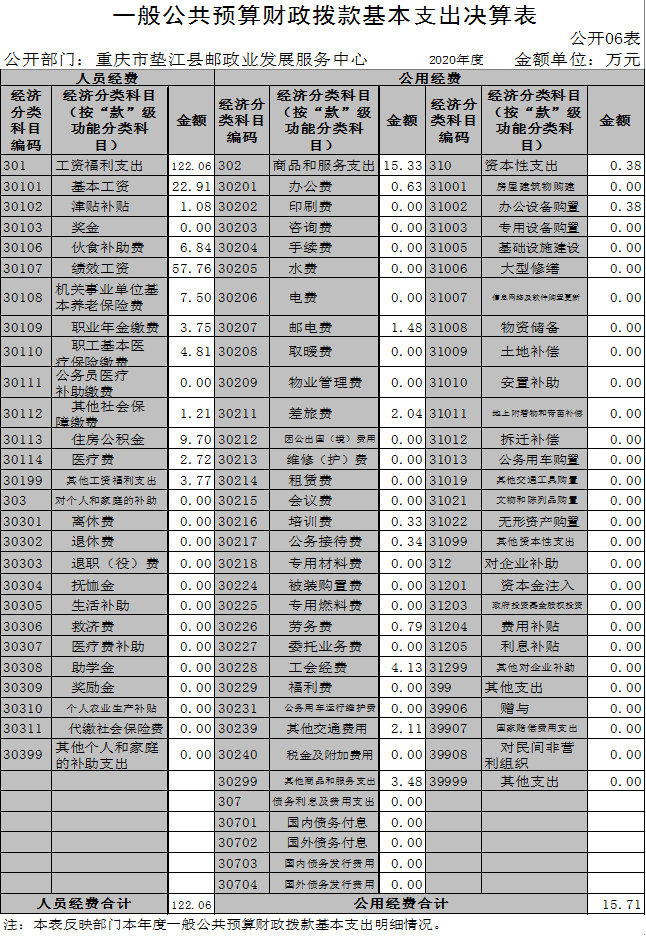 一般公共预算财政拨款基本支出决算表
公开06表
公开部门：重庆市垫江县邮政业发展服务中心 2020年度 金额单位：万元
人员经费 公用经费
经济分类科目编码 经济分类科目（按“款”级功能分类科目） 金额 经济分类科目编码 经济分类科目（按“款”级功能分类科目） 金额 经济分类科目编码 经济分类科目（按“款”级功能分类科目） 金额
301 工资福利支出 122.06 302 商品和服务支出 15.33 310 资本性支出 0.38
30101 基本工资 22.91 30201 办公费 0.63 31001 房屋建筑物购建 0.00
30102 津贴补贴 1.08 30202 印刷费 0.00 31002 办公设备购置 0.38
30103 奖金 0.00 30203 咨询费 0.00 31003 专用设备购置 0.00
30106 伙食补助费 6.84 30204 手续费 0.00 31005 基础设施建设 0.00
30107 绩效工资 57.76 30205 水费 0.00 31006 大型修缮 0.00
30108 机关事业单位基本养老保险费 7.50 30206 电费 0.00 31007 信息网络及软件购置更新 0.00
30109 职业年金缴费 3.75 30207 邮电费 1.48 31008 物资储备 0.00
30110 职工基本医疗保险缴费 4.81 30208 取暖费 0.00 31009 土地补偿 0.00
30111 公务员医疗补助缴费 0.00 30209 物业管理费 0.00 31010 安置补助 0.00
30112 其他社会保障缴费 1.21 30211 差旅费 2.04 31011 地上附着物和青苗补偿 0.00
30113 住房公积金 9.70 30212 因公出国（境）费用 0.00 31012 拆迁补偿 0.00
30114 医疗费 2.72 30213 维修（护）费 0.00 31013 公务用车购置 0.00
30199 其他工资福利支出 3.77 30214 租赁费 0.00 31019 其他交通工具购置 0.00
303 对个人和家庭的补助 0.00 30215 会议费 0.00 31021 文物和陈列品购置 0.00
30301 离休费 0.00 30216 培训费 0.33 31022 无形资产购置 0.00
30302 退休费 0.00 30217 公务接待费 0.34 31099 其他资本性支出 0.00
30303 退职（役）费 0.00 30218 专用材料费 0.00 312 对企业补助 0.00
30304 抚恤金 0.00 30224 被装购置费 0.00 31201 资本金注入 0.00
30305 生活补助 0.00 30225 专用燃料费 0.00 31203 政府投资基金股权投资 0.00
30306 救济费 0.00 30226 劳务费 0.79 31204 费用补贴 0.00
30307 医疗费补助 0.00 30227 委托业务费 0.00 31205 利息补贴 0.00
30308 助学金 0.00 30228 工会经费 4.13 31299 其他对企业补助 0.00
30309 奖励金 0.00 30229 福利费 0.00 399 其他支出 0.00
30310 个人农业生产补贴 0.00 30231 公务用车运行维护费 0.00 39906 赠与 0.00
30311 代缴社会保险费 0.00 30239 其他交通费用 2.11 39907 国家赔偿费用支出 0.00
30399 其他个人和家庭的补助支出 0.00 30240 税金及附加费用 0.00 39908 对民间非营利组织 0.00
30299 其他商品和服务支出 3.48 39999 其他支出 0.00
307 债务利息及费用支出 0.00
30701 国内债务付息 0.00
30702 国外债务付息 0.00
30703 国内债务发行费用 0.00
30704 国外债务发行费用 0.00
人员经费合计 122.06 公用经费合计 15.71
注：本表反映部门本年度一般公共预算财政拨款基本支出明细情况。